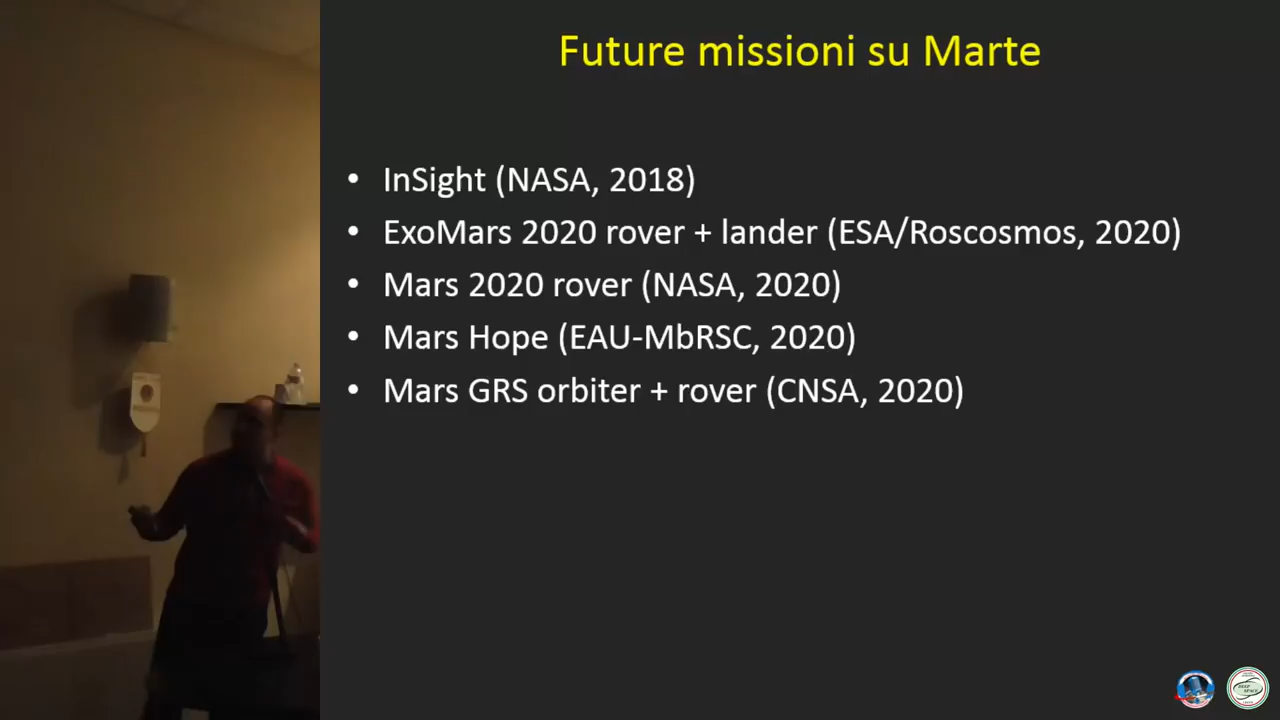 Future missioni su Marte
• InSight (NASA, 2018)
• ExoMars 2020 rover + lander (ESA/Roscosmos, 2020)
• Mars 2020 rover (NASA, 2020)
• Mars Hope (EAU-MbRSC, 2020)
• Mars GRS orbiter + rover (CNSA, 2020)